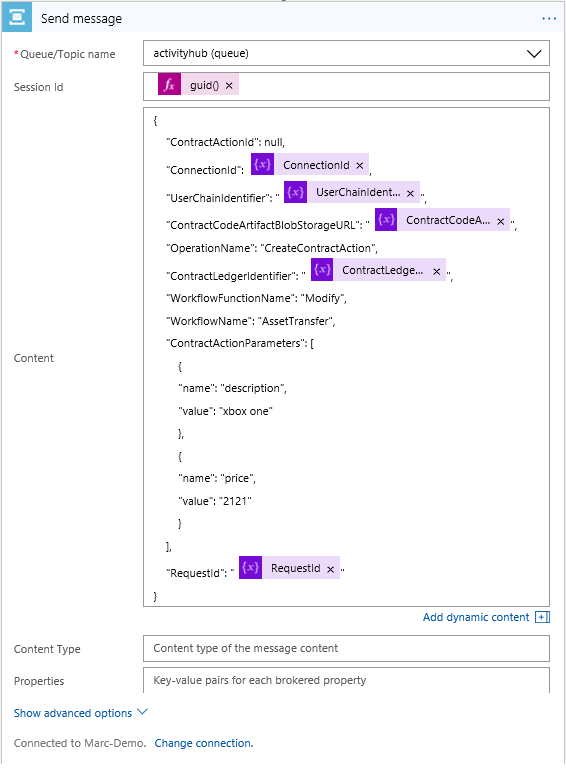 Send message
*Queue/Topic name activityhub (queue)
Session Id fx guid() ×
Content
{
"ContractActionId": null,
"ConnectionId": {x} ConnectionId × ,
"UserChainIdentifier": " {x} UserChainIdent... × ",
"ContractCodeArtifactBlobStorageURL": " {x} ContractCodeA... × ",
"OperationName": "CreateContractAction",
"ContractLedgerIdentifier": " {x} ContractLedge... × ",
"WorkflowFunctionName": "Modify",
"WorkflowName": "AssetTransfer",
"ContractActionParameters": [
{
"name": "description",
"value": "xbox one"
},
{
"name": "price",
"value": "2121"
}
],
"RequestId": " {x} RequestId × "
}
Add dynamic content
Content Type Content type of the message content
Properties Key-value pairs for each brokered property
Show advanced options
Connected to Marc-Demo. Change connection.